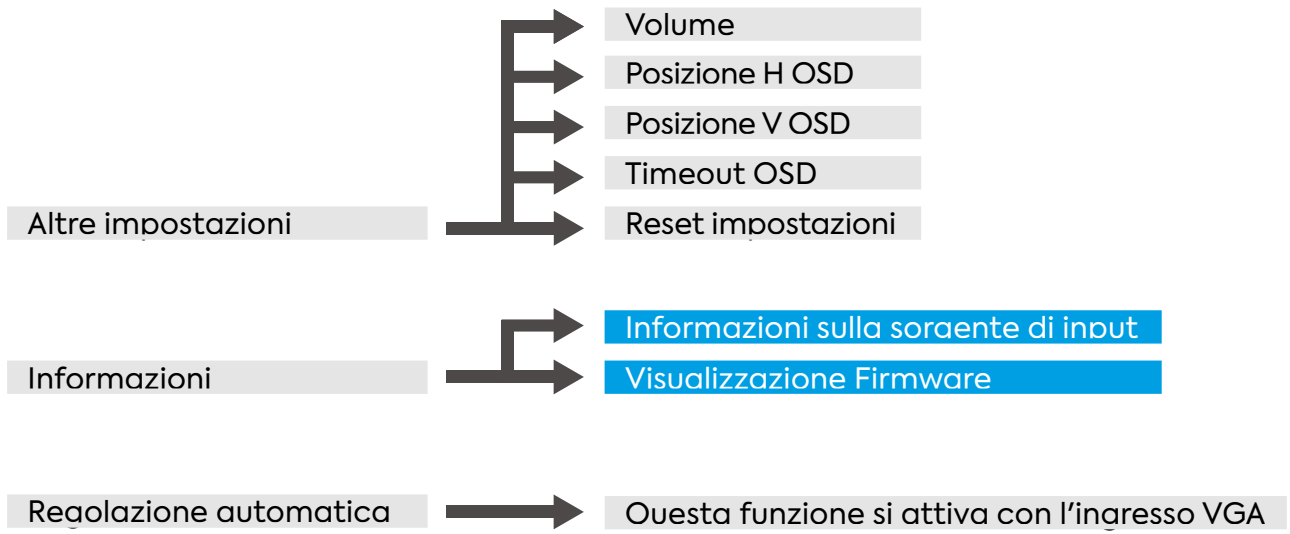 Volume
Posizione H OSD
Posizione V OSD
Timeout OSD
Altre impostazioni
Reset impostazioni
Informazioni sulla sorgente di input
Informazioni
Visualizzazione Firmware
Regolazione automatica
Questa funzione si attiva con l'ingresso VGA